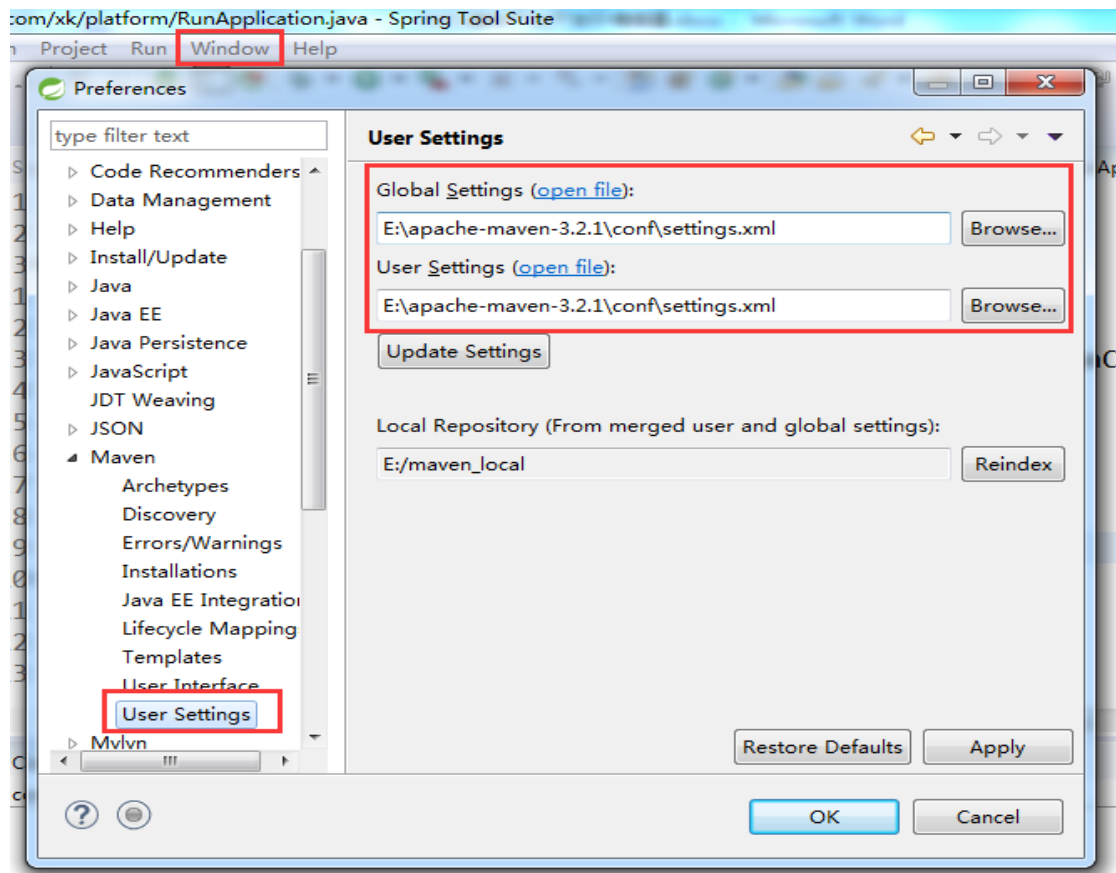 com/xk/platform/RunApplication.java - Spring Tool Suite
Project Run Window Help
Preferences
type filter text
User Settings
Code Recommenders
Data Management
Help
Install/Update
Java
Java EE
Java Persistence
JavaScript
JDT Weaving
JSON
Maven
Archetypes
Discovery
Errors/Warnings
Installations
Java EE Integration
Lifecycle Mapping
Templates
User Interface
User Settings
Mylyn
Global Settings (open file):
E:\apache-maven-3.2.1\conf\settings.xml Browse...
User Settings (open file):
E:\apache-maven-3.2.1\conf\settings.xml Browse...
Update Settings
Local Repository (From merged user and global settings):
E:/maven_local Reindex
Restore Defaults Apply
OK Cancel